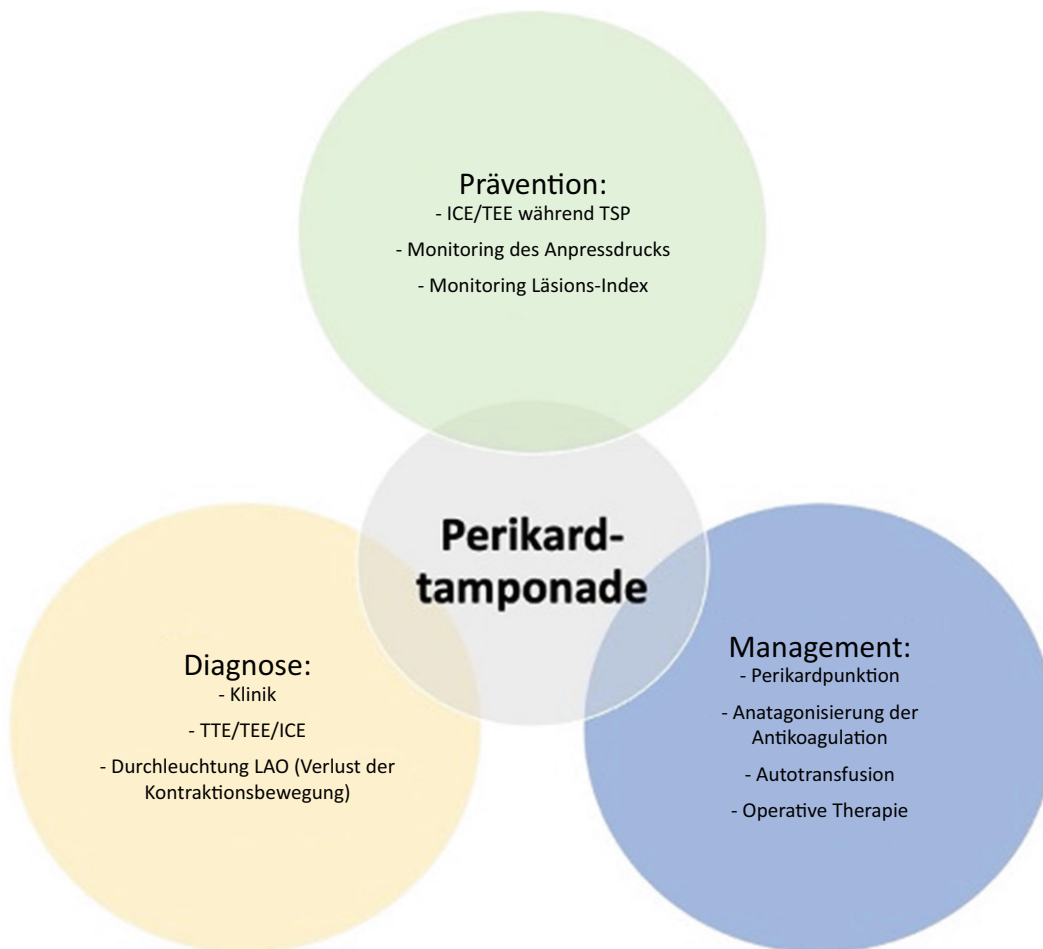 Prävention:
- ICE/TEE während TSP
- Monitoring des Anpressdrucks
- Monitoring Läsions-Index
Perikard-
tamponade
Diagnose:
- Klinik
- TTE/TEE/ICE
- Durchleuchtung LAO (Verlust der
Kontraktionsbewegung)
Management:
- Perikardpunktion
- Anatagonisierung der
Antikoagulation
- Autotransfusion
- Operative Therapie